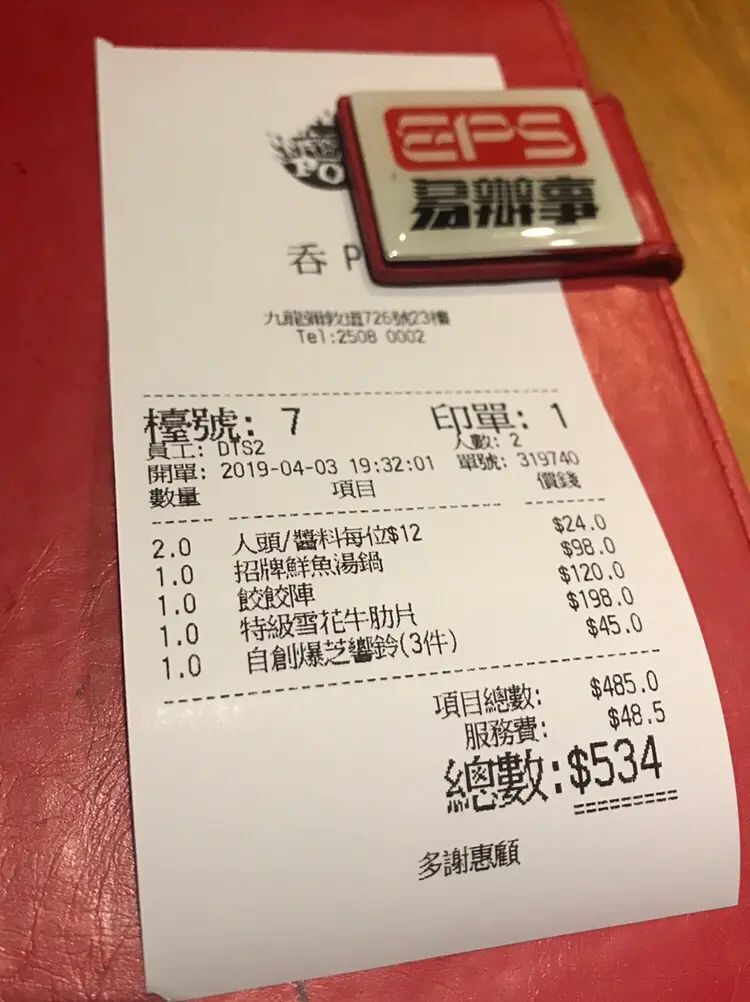 EPS
易辦事
PO
呑 P
九龍彌敦道726號23樓
Tel:2508 0002
檯號: 7 印單: 1
員工: DTS2 人數: 2
開單: 2019-04-03 19:32:01 單號: 319740
數量 項目 價錢
2.0 人頭/醬料每位$12 $24.0
1.0 招牌鮮魚湯鍋 $98.0
1.0 餃餃陣 $120.0
1.0 特級雪花牛肋片 $198.0
1.0 自創爆芝響鈴(3件) $45.0
項目總數: $485.0
服務費: $48.5
總數:$534
多謝惠顧